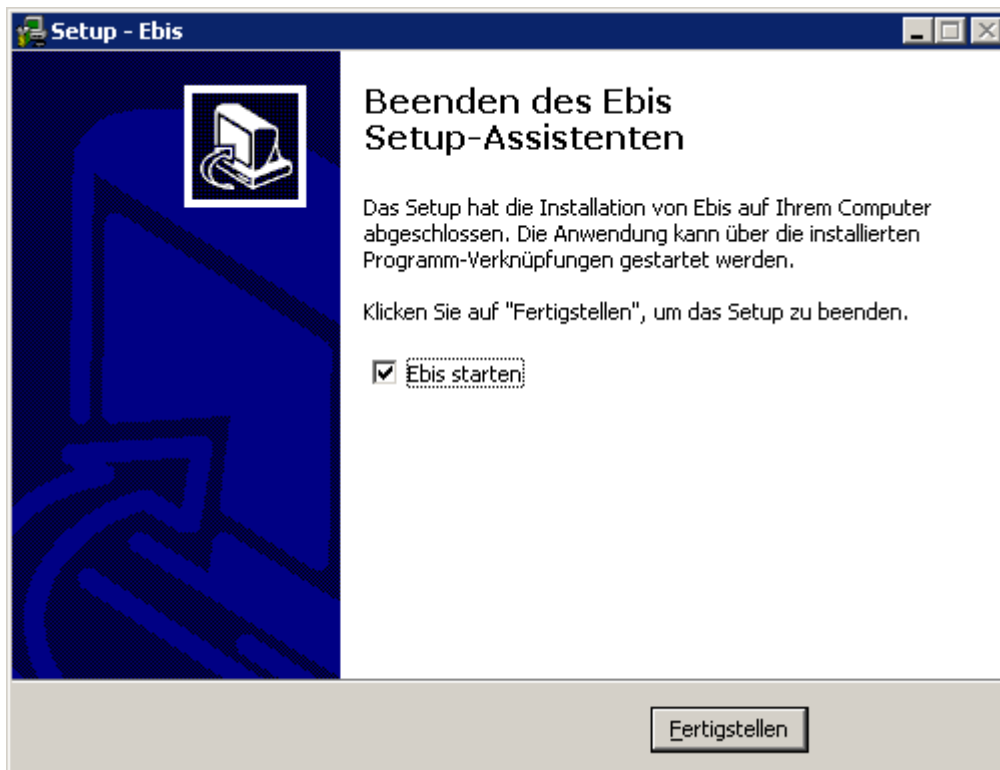 Setup - Ebis
Beenden des Ebis
Setup-Assistenten
Das Setup hat die Installation von Ebis auf Ihrem Computer
abgeschlossen. Die Anwendung kann über die installierten
Programm-Verknüpfungen gestartet werden.
Klicken Sie auf "Fertigstellen", um das Setup zu beenden.
Ebis starten
Fertigstellen